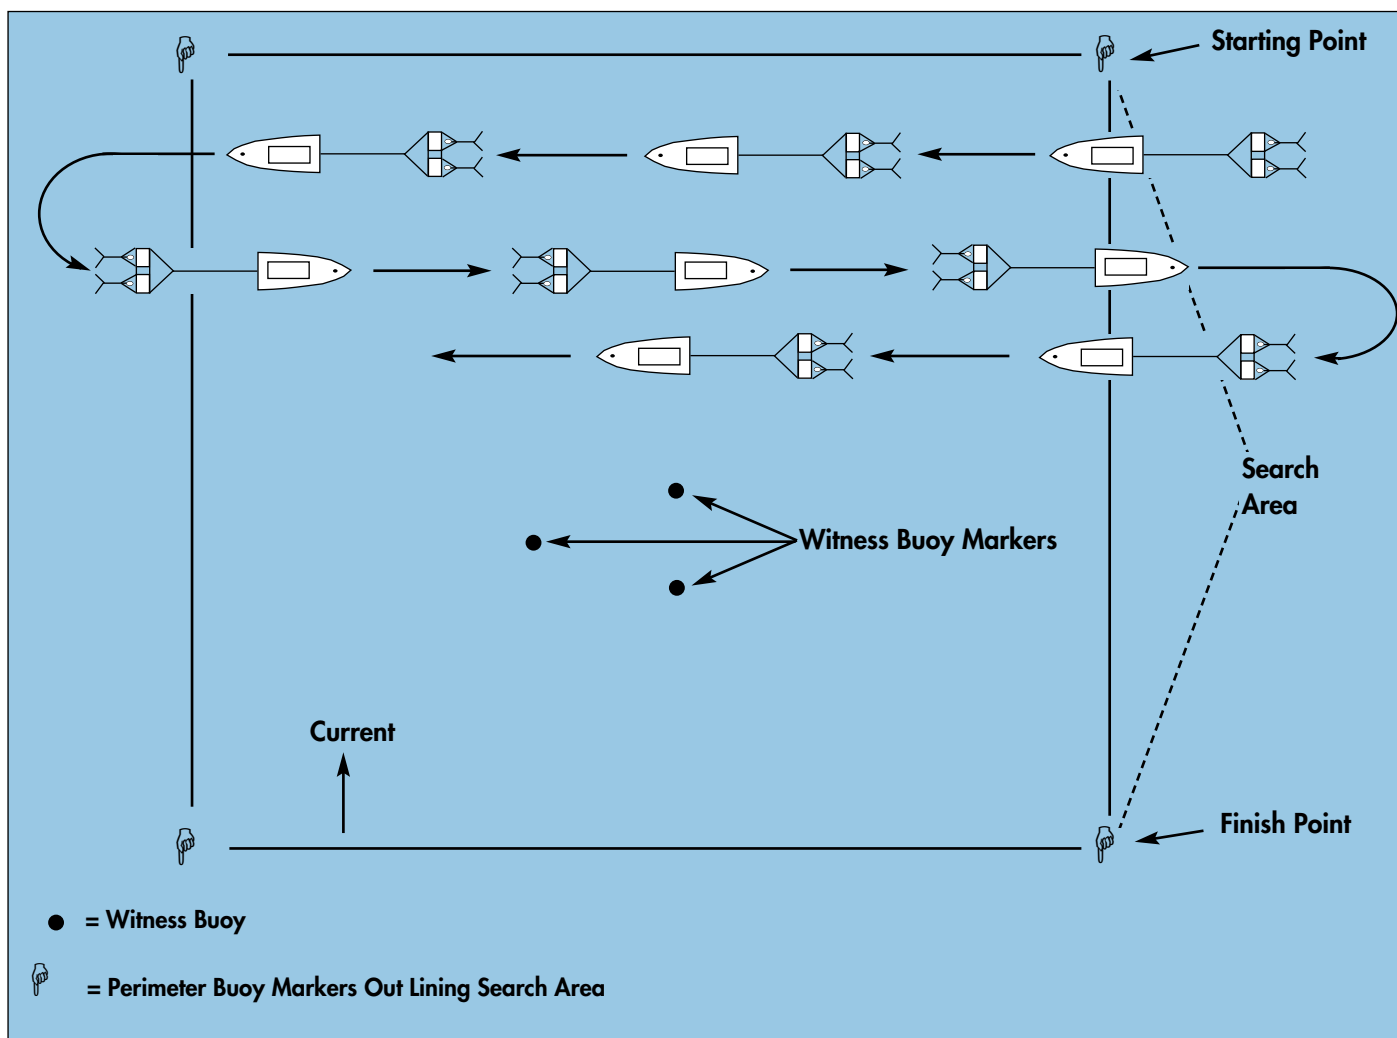 Starting Point
Search
Area
Witness Buoy Markers
Current
Finish Point
= Witness Buoy
= Perimeter Buoy Markers Out Lining Search Area